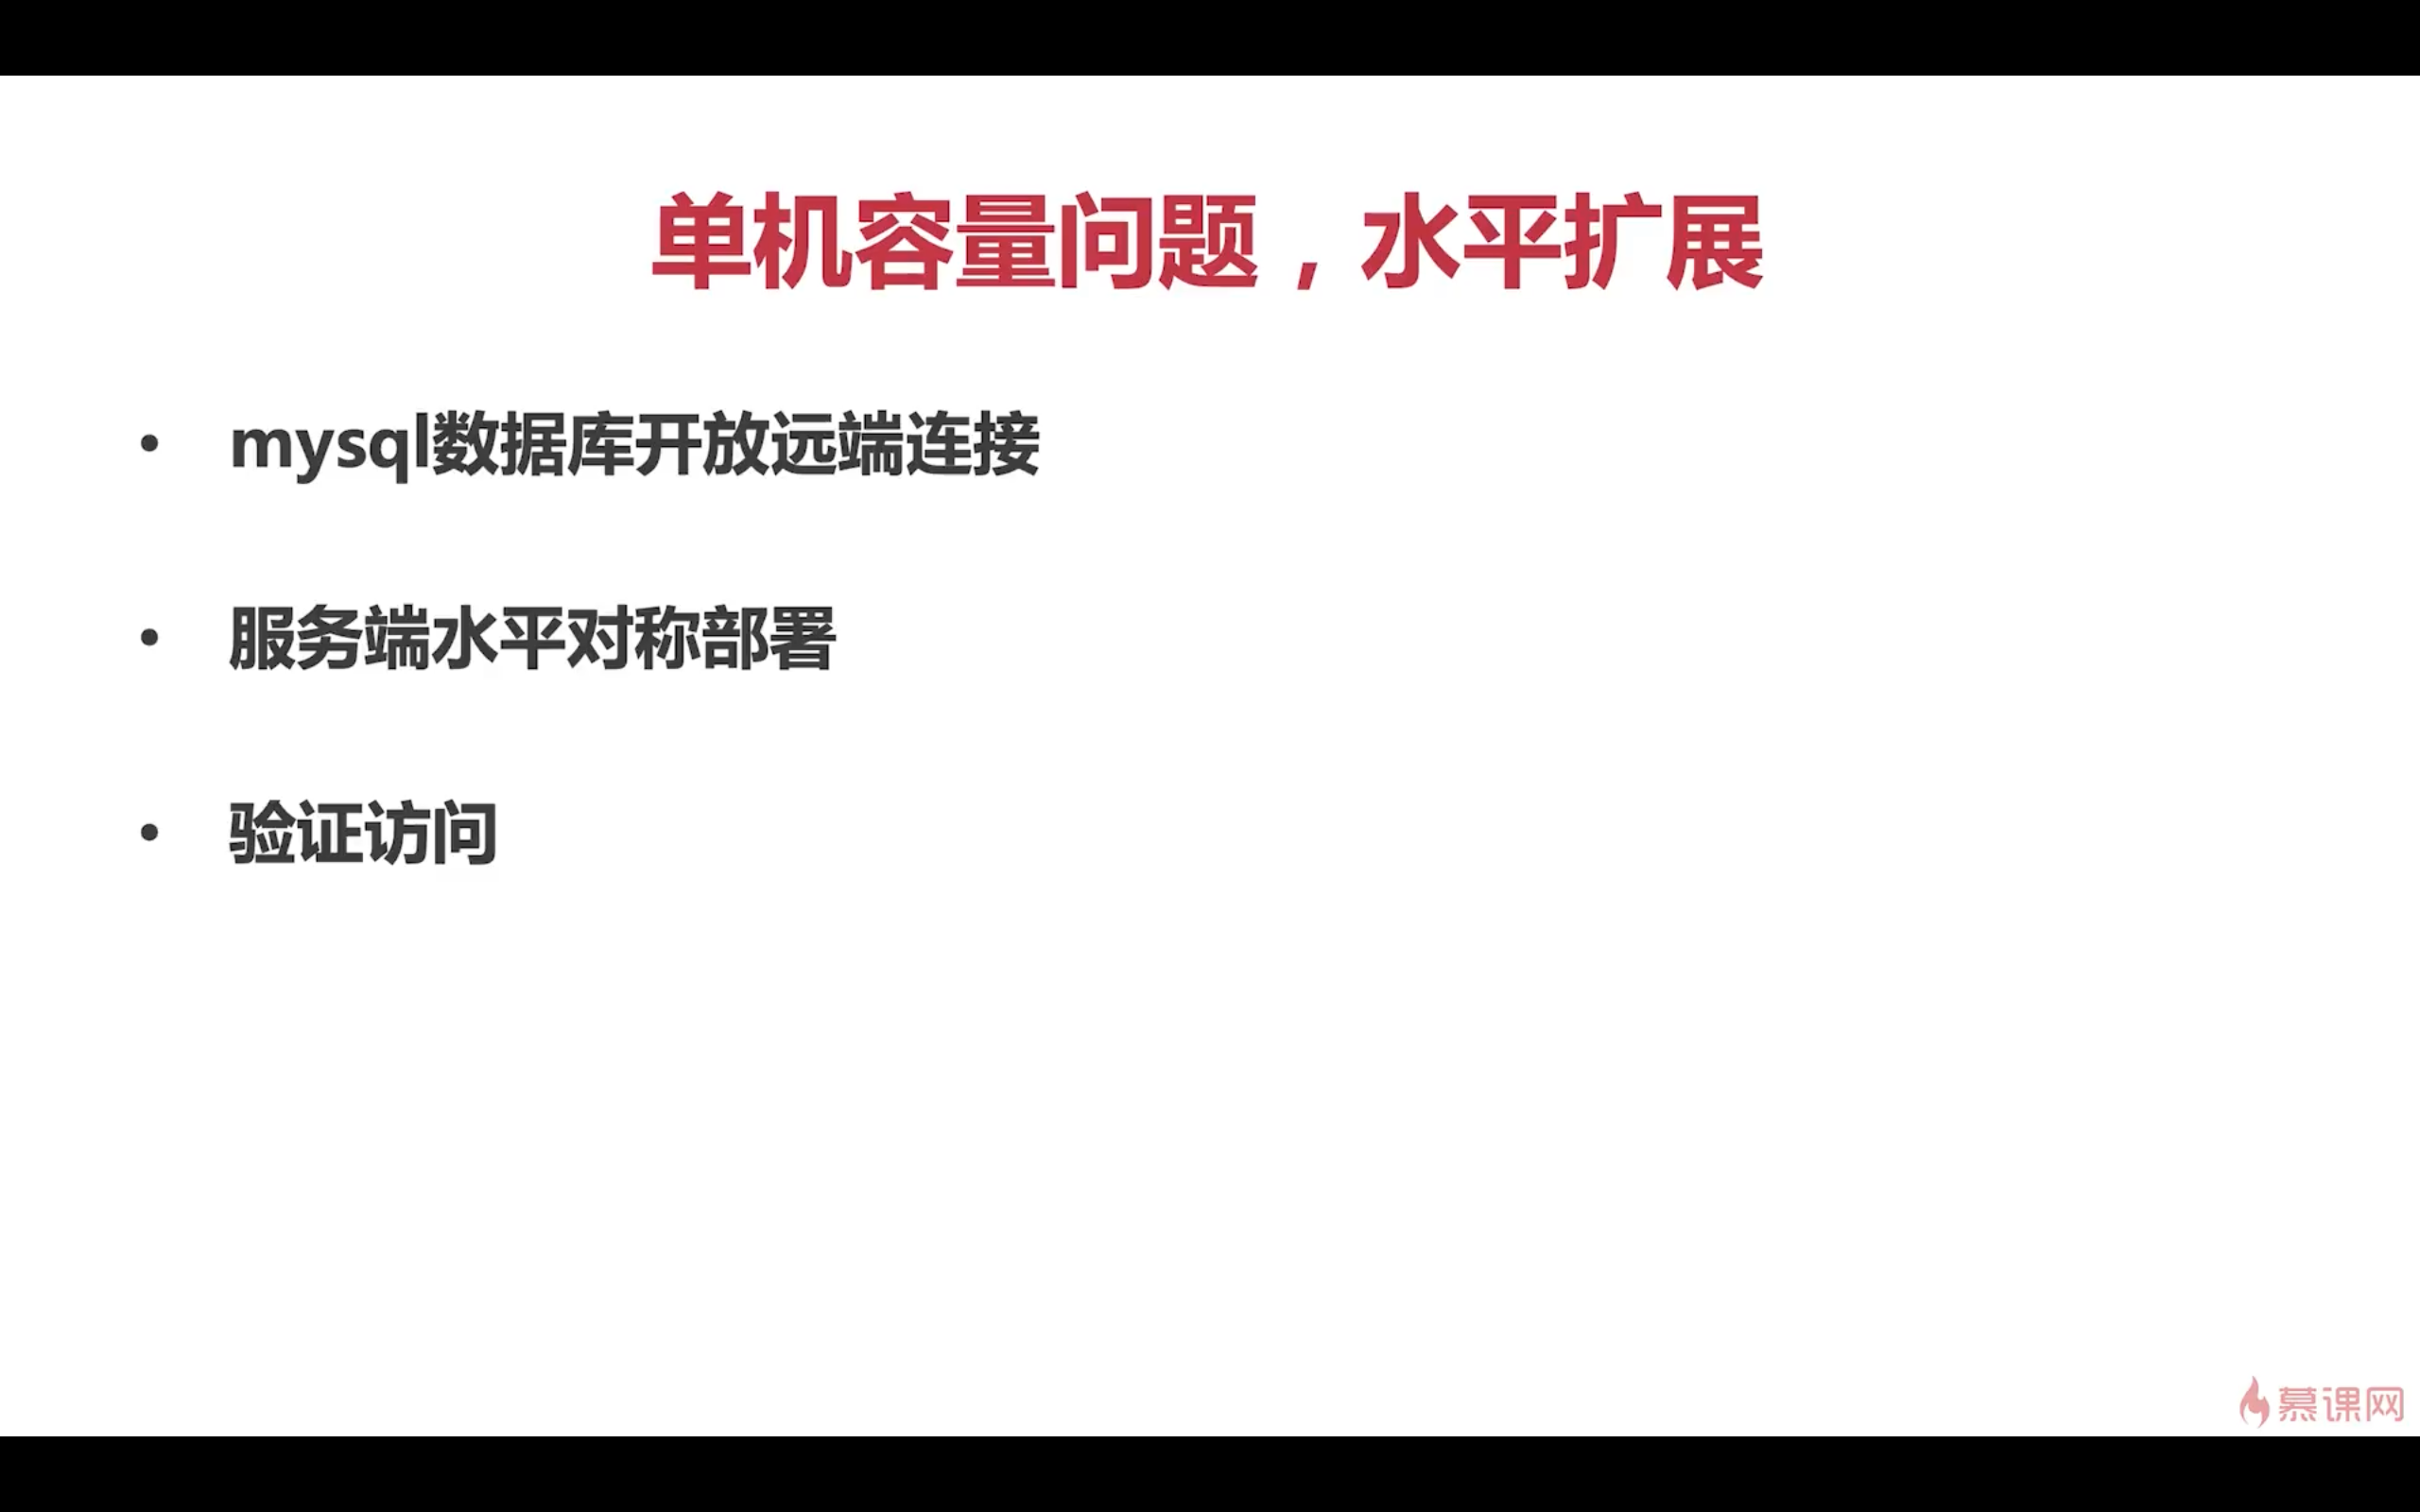 单机容量问题，水平扩展
• mysql数据库开放远端连接
• 服务端水平对称部署
• 验证访问
慕课网